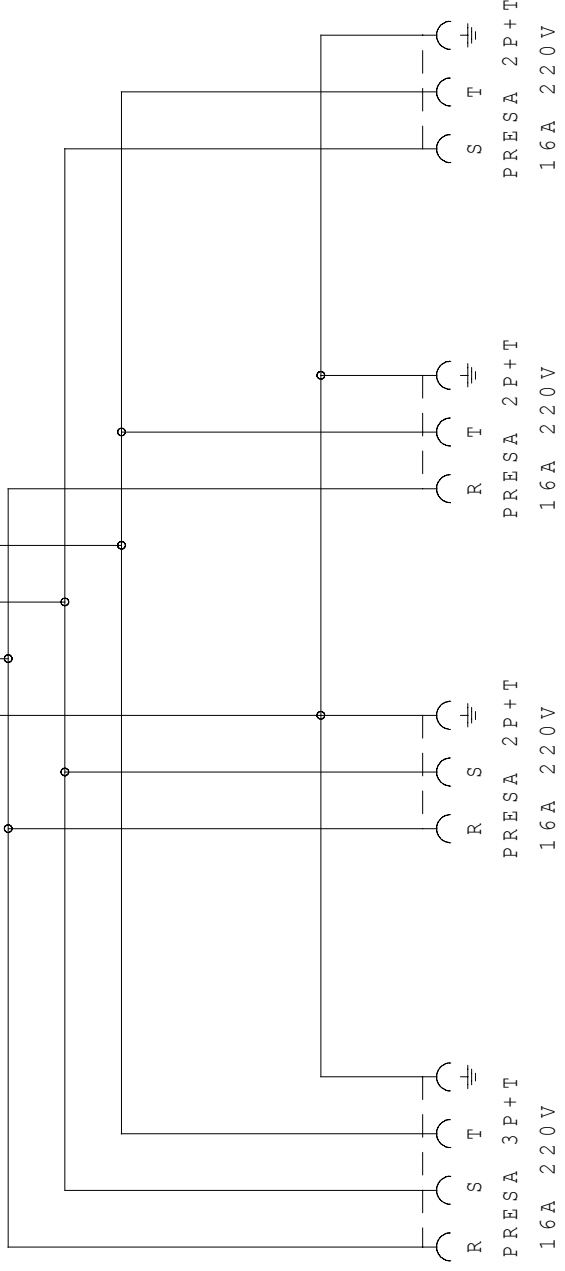 R S T
PRESA 3P+T
16A 220V
R S
PRESA 2P+T
16A 220V
R T
PRESA 2P+T
16A 220V
S T
PRESA 2P+T
16A 220V